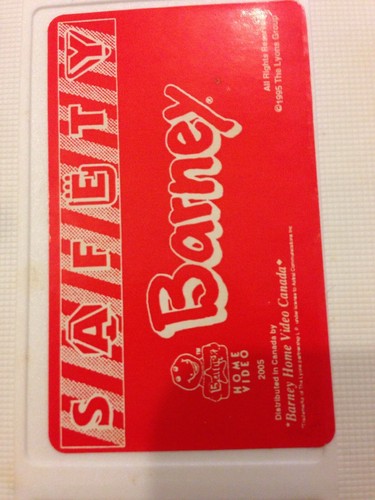 SAFETY
Barney®
Barney
HOME
VIDEO
2005
Distributed in Canada by
"Barney Home Video Canada"
All Rights Reserved
©1995 The Lyons Group